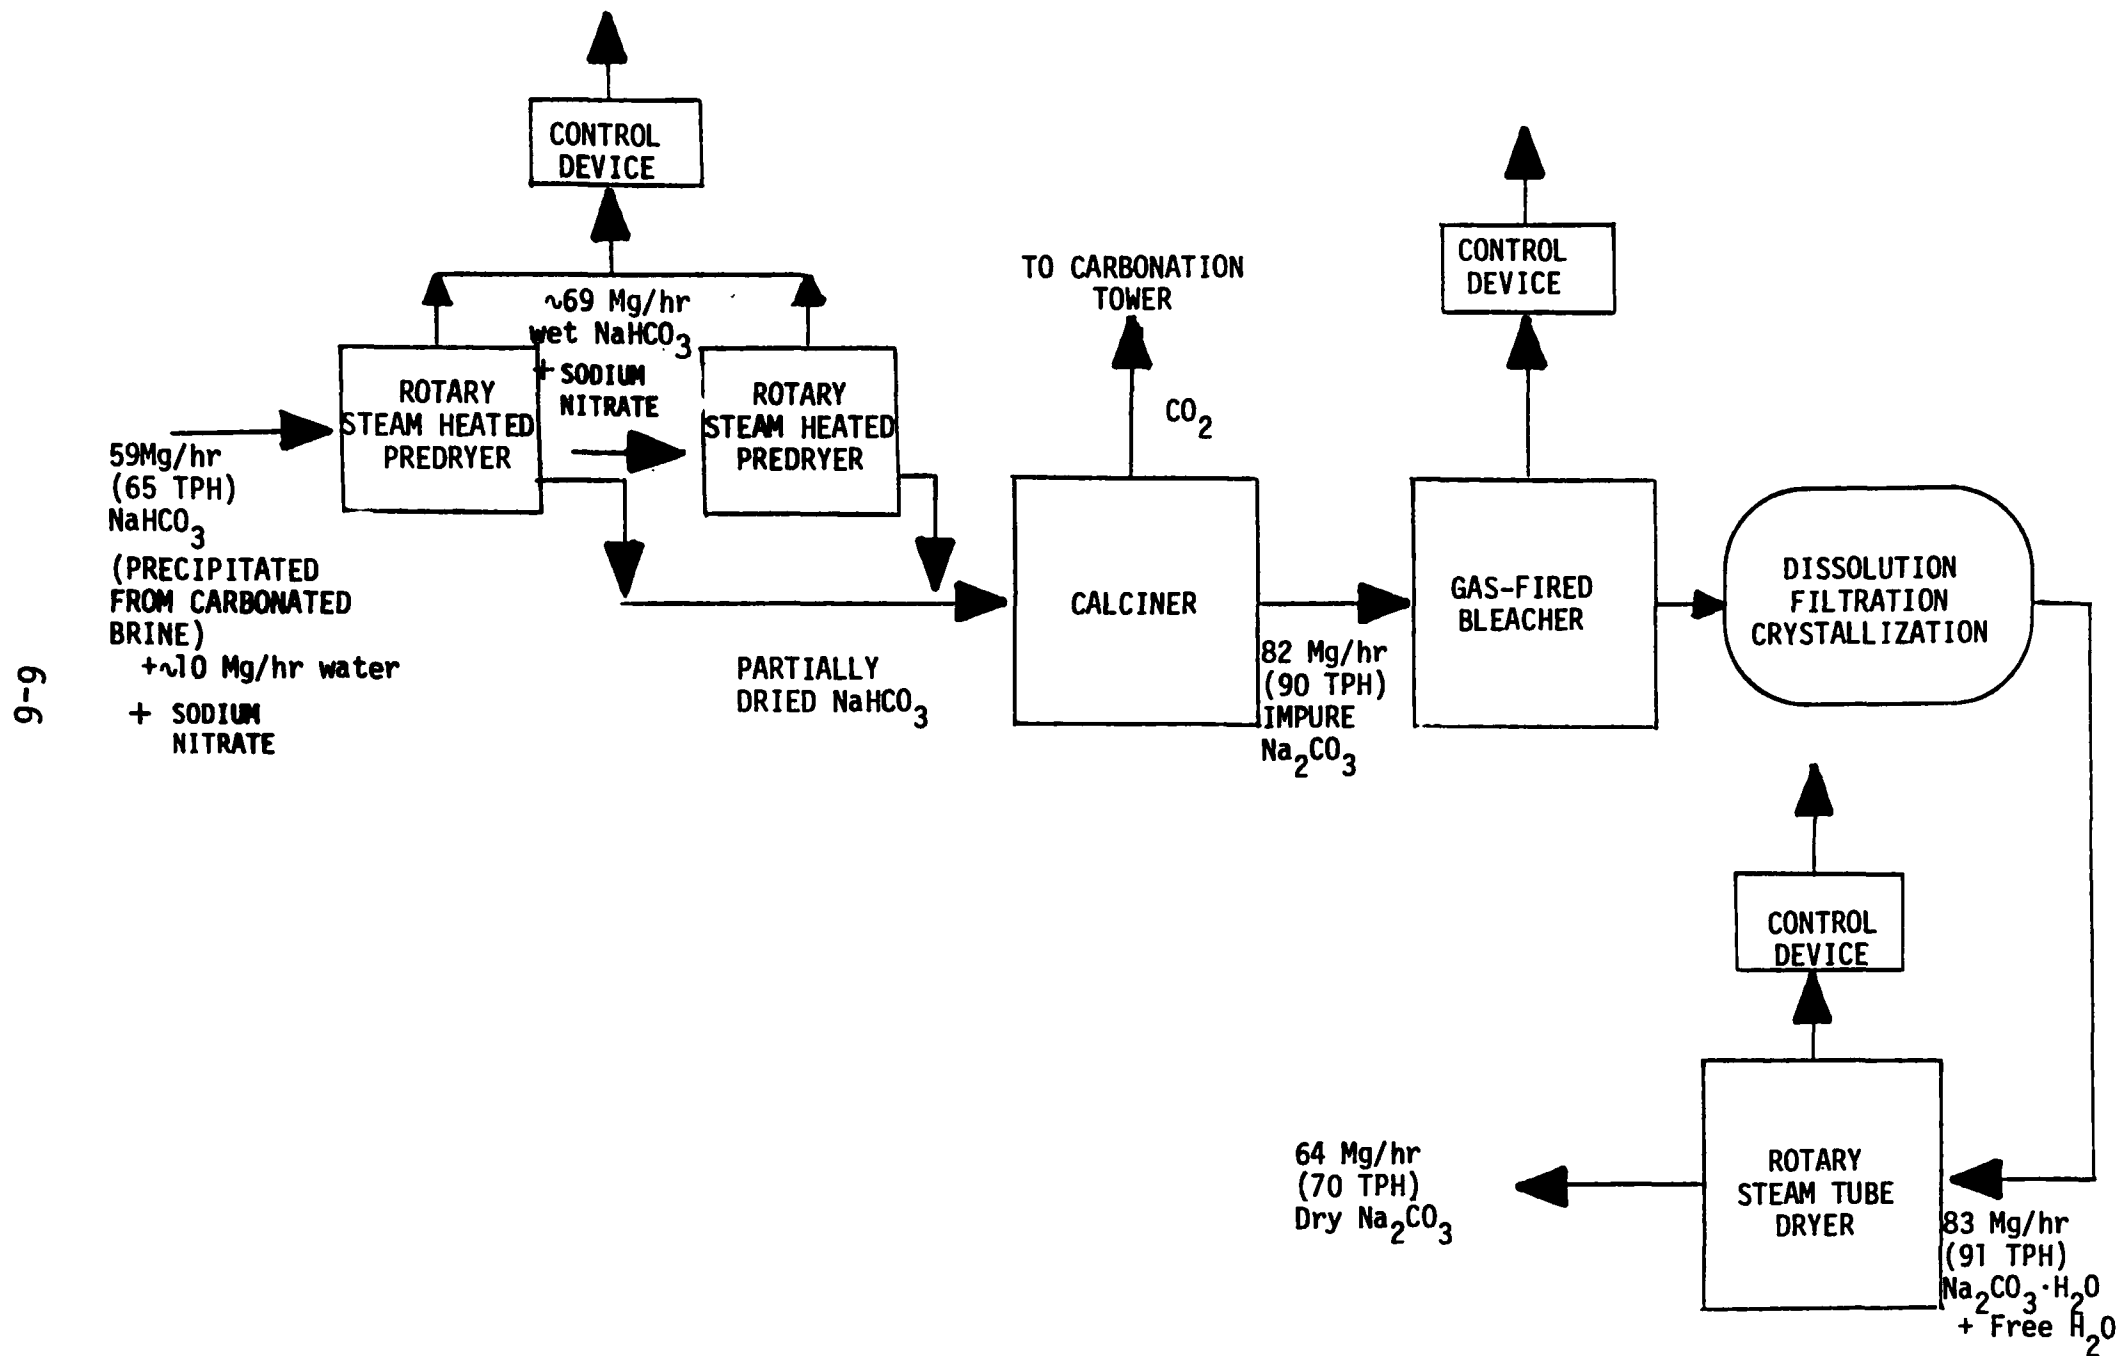 CONTROL
DEVICE
~69 Mg/hr
wet NaHCO3
+ SODIUM
NITRATE
ROTARY
STEAM HEATED
PREDRYER
ROTARY
STEAM HEATED
PREDRYER
59Mg/hr
(65 TPH)
NaHCO3
(PRECIPITATED
FROM CARBONATED
BRINE)
+~10 Mg/hr water
+ SODIUM
NITRATE
PARTIALLY
DRIED NaHCO3
TO CARBONATION
TOWER
CO2
CALCINER
82 Mg/hr
(90 TPH)
IMPURE
Na2CO3
CONTROL
DEVICE
GAS-FIRED
BLEACHER
DISSOLUTION
FILTRATION
CRYSTALLIZATION
CONTROL
DEVICE
ROTARY
STEAM TUBE
DRYER
83 Mg/hr
(91 TPH)
Na2CO3·H2O
+ Free H2O
64 Mg/hr
(70 TPH)
Dry Na2CO3
9-9